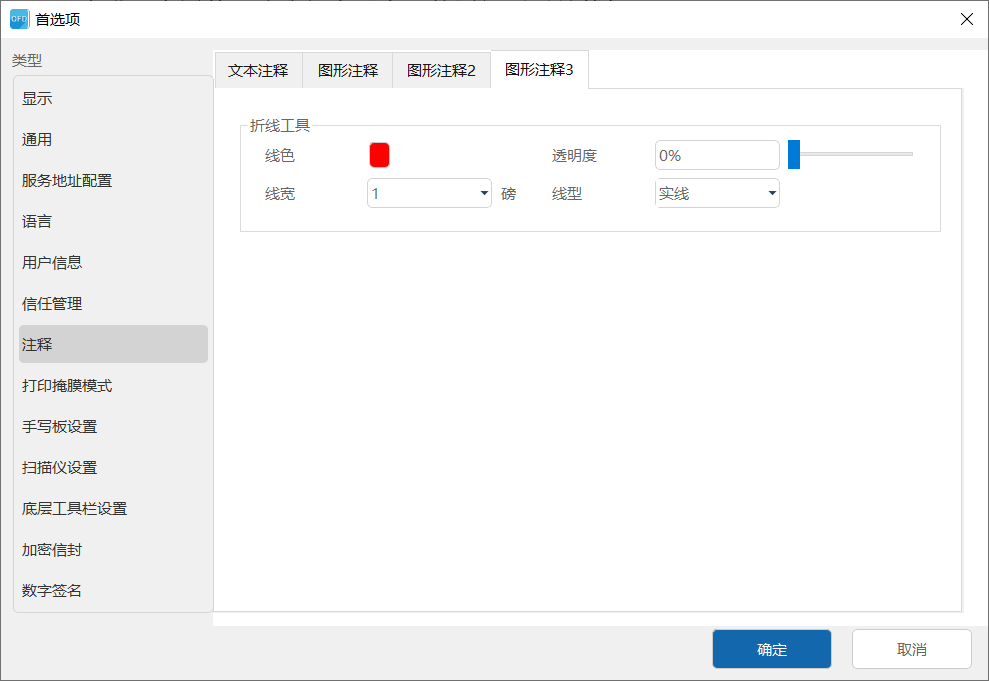 OFD 首选项
类型
显示
通用
服务地址配置
语言
用户信息
信任管理
注释
打印掩膜模式
手写板设置
扫描仪设置
底层工具栏设置
加密信封
数字签名
文本注释 图形注释 图形注释2 图形注释3
折线工具
线色 透明度 0%
线宽 1 磅 线型 实线
确定 取消